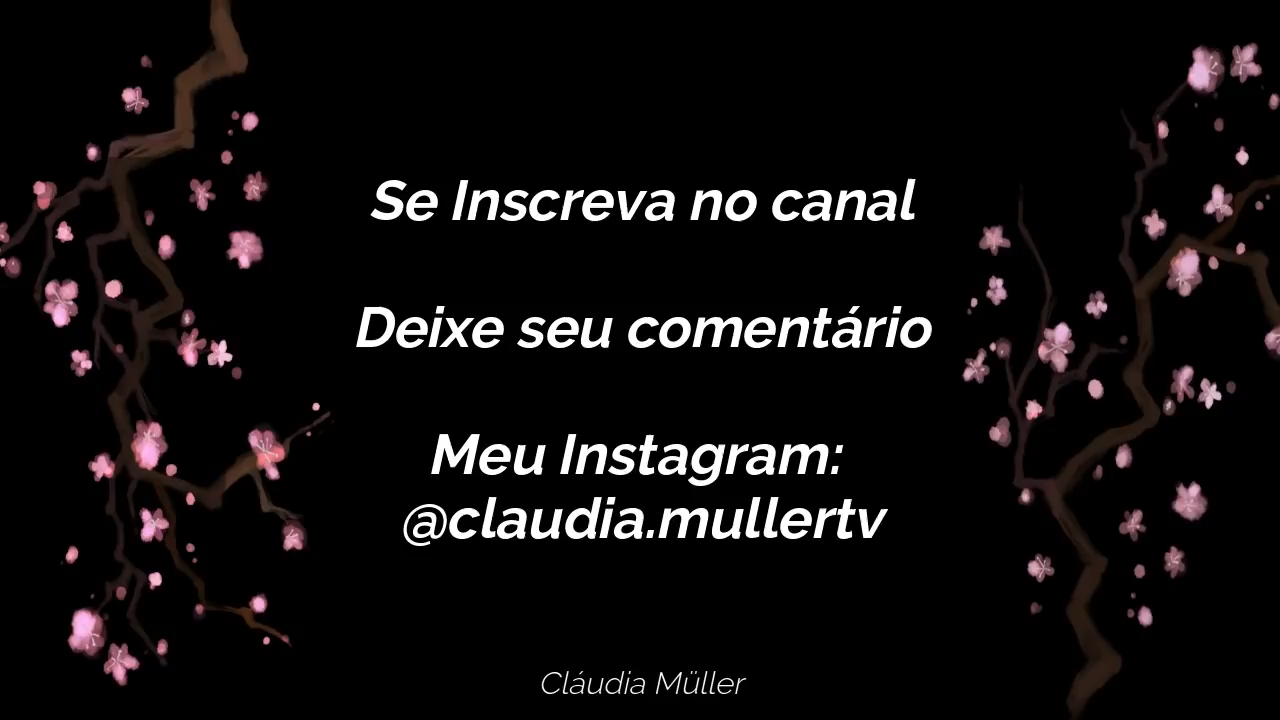 Se Inscreva no canal
Deixe seu comentário
Meu Instagram:
@claudia.mullertv
Cláudia Müller